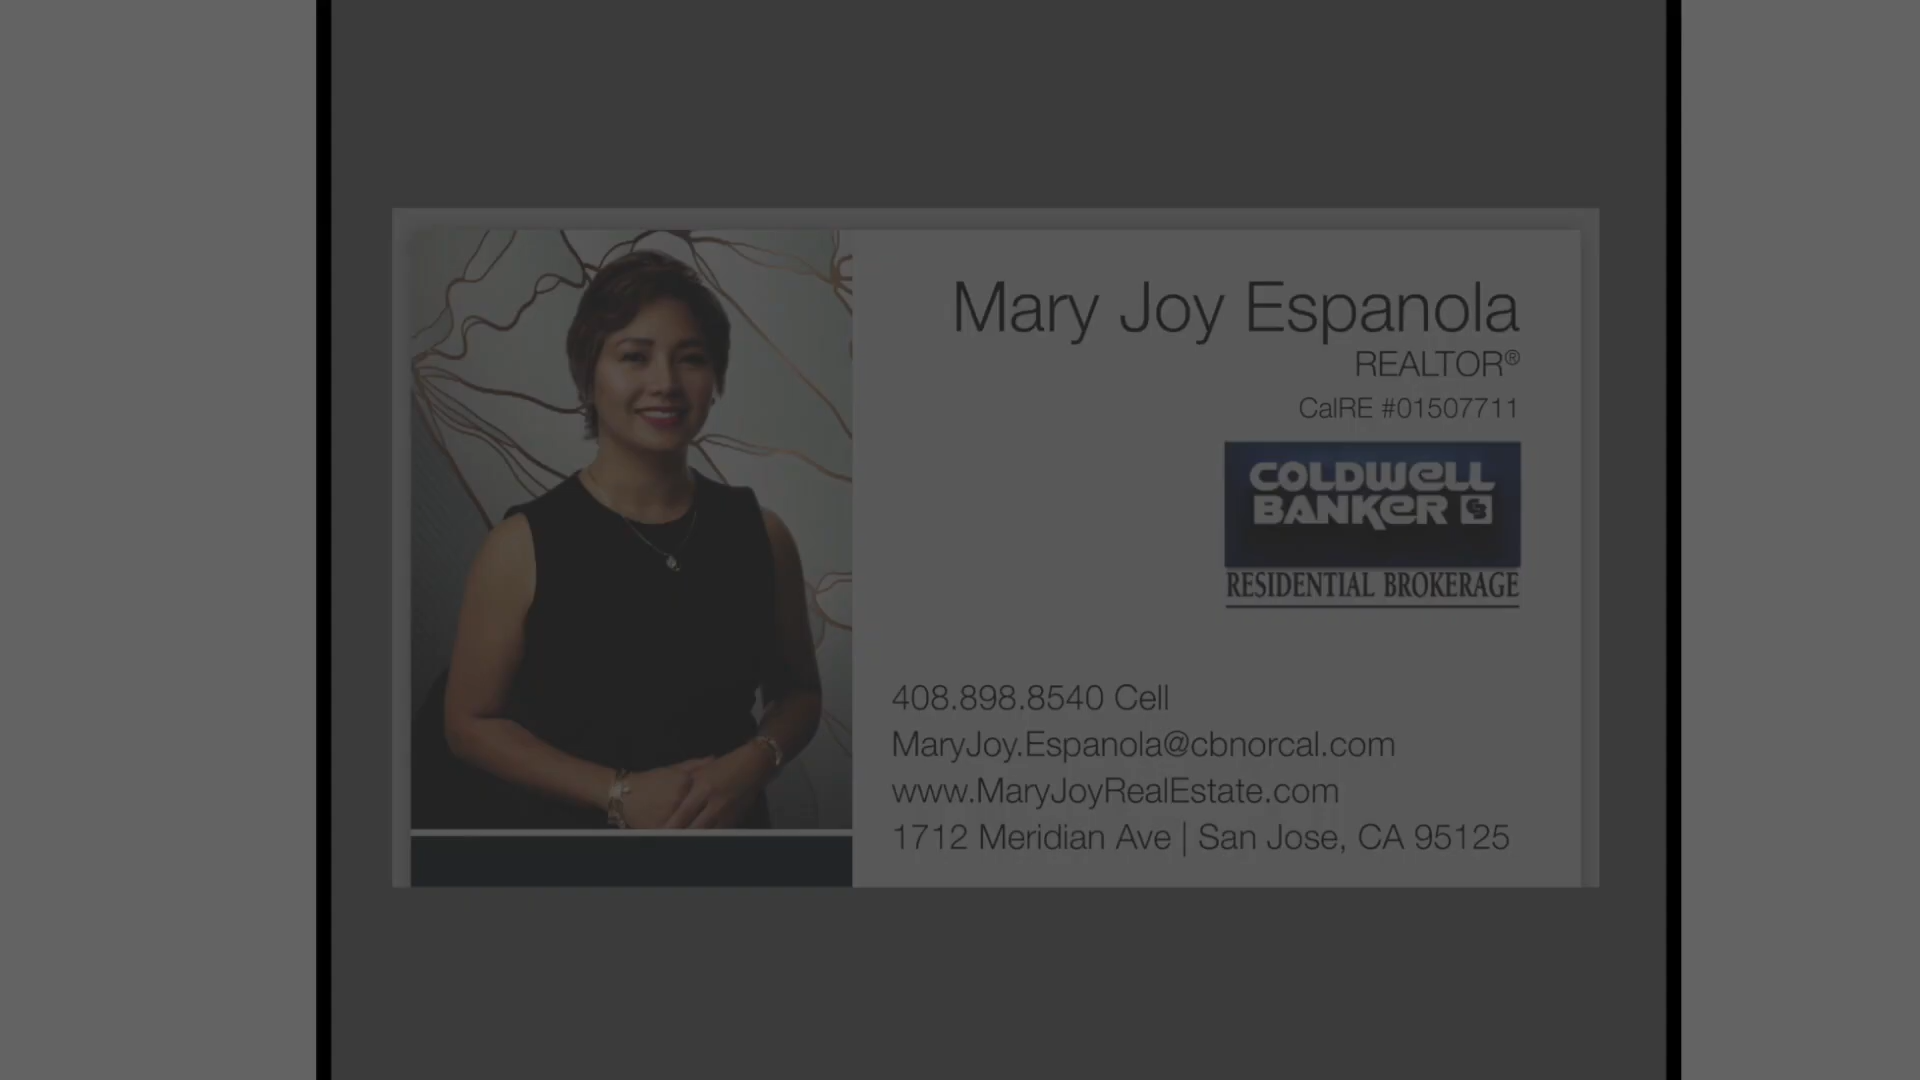 Mary Joy Espanola
REALTOR®
CalRE #01507711
COLDWELL
BANKER CB
RESIDENTIAL BROKERAGE
408.898.8540 Cell
MaryJoy.Espanola@cbnorcal.com
www.MaryJoyRealEstate.com
1712 Meridian Ave | San Jose, CA 95125